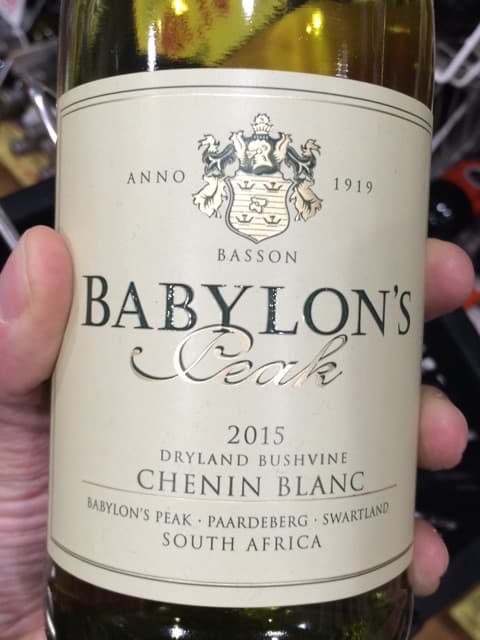 ANNO 1919
BASSON
BABYLON'S
Peak
2015
DRYLAND BUSHVINE
CHENIN BLANC
BABYLON'S PEAK · PAARDEBERG · SWARTLAND
SOUTH AFRICA